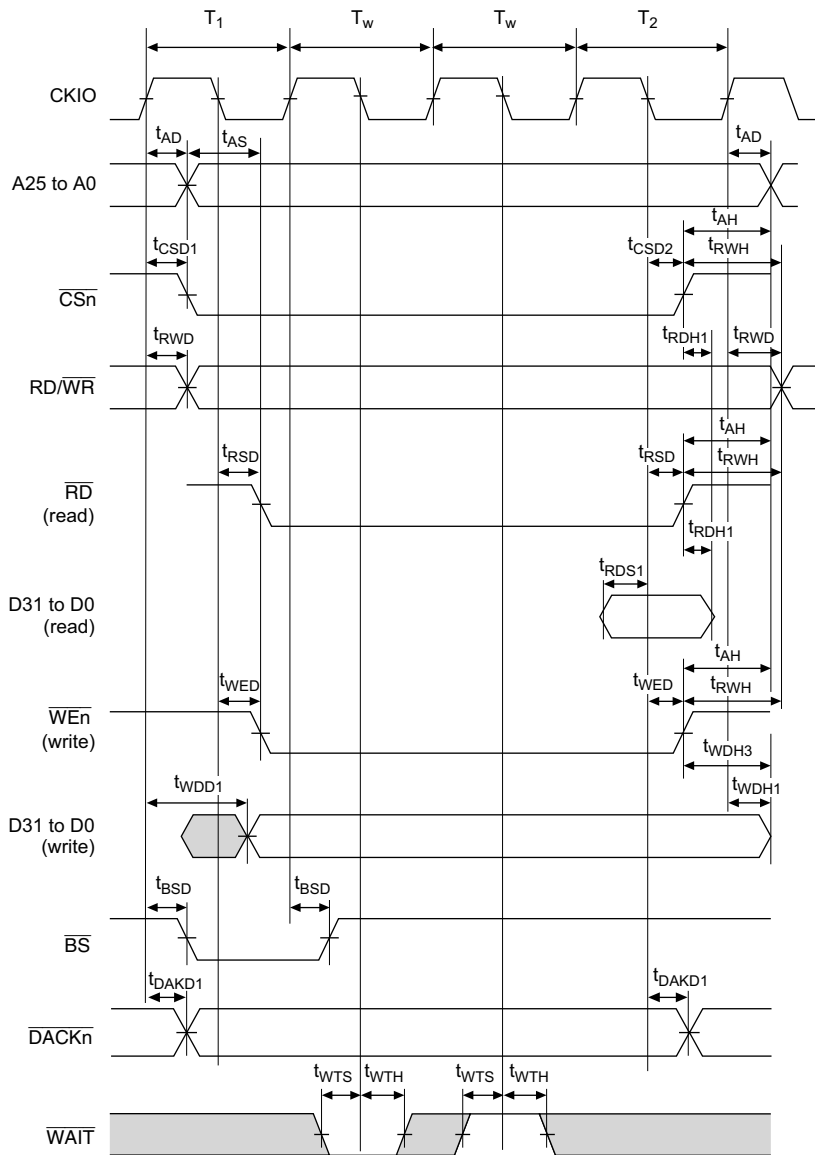 T1 Tw Tw T2
CKIO
tAD tAS tAD
A25 to A0
tAH
tCSD1 tCSD2 tRWH
CSn
tRDH1
tRWD tRWD
RD/WR
tAH
tRSD tRSD tRWH
RD
(read)
tRDH1
tRDS1
D31 to D0
(read)
tAH
tWED tWED tRWH
WEn
(write)
tWDH3
tWDD1 tWDH1
D31 to D0
(write)
tBSD tBSD
BS
tDAKD1 tDAKD1
DACKn
tWTS tWTH tWTS tWTH
WAIT